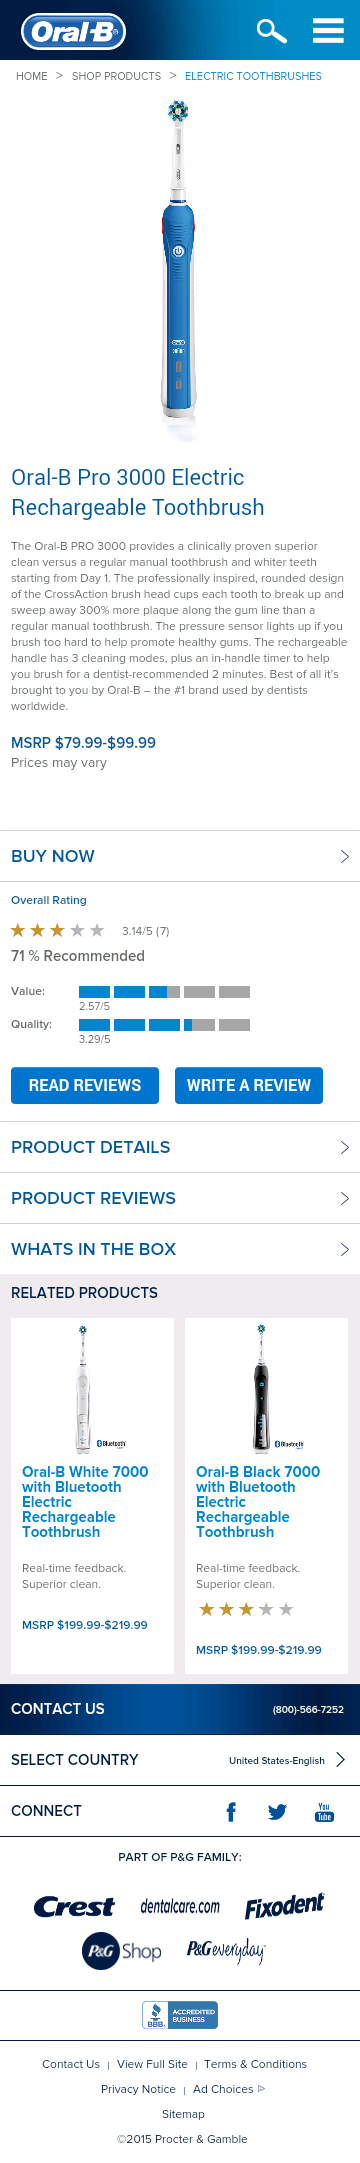 Oral-B
HOME > SHOP PRODUCTS > ELECTRIC TOOTHBRUSHES
Oral-B
Oral-B Pro 3000 Electric
Rechargeable Toothbrush
The Oral-B PRO 3000 provides a clinically proven superior
clean versus a regular manual toothbrush and whiter teeth
starting from Day 1. The professionally inspired, rounded design
of the CrossAction brush head cups each tooth to break up and
sweep away 300% more plaque along the gum line than a
regular manual toothbrush. The pressure sensor lights up if you
brush too hard to help promote healthy gums. The rechargeable
handle has 3 cleaning modes, plus an in-handle timer to help
you brush for a dentist-recommended 2 minutes. Best of all it's
brought to you by Oral-B – the #1 brand used by dentists
worldwide.
MSRP $79.99-$99.99
Prices may vary
BUY NOW
Overall Rating
3.14/5 (7)
71 % Recommended
Value:
2.57/5
Quality:
3.29/5
READ REVIEWS WRITE A REVIEW
PRODUCT DETAILS
PRODUCT REVIEWS
WHATS IN THE BOX
RELATED PRODUCTS
Bluetooth
Oral-B White 7000
with Bluetooth
Electric
Rechargeable
Toothbrush
Real-time feedback.
Superior clean.
MSRP $199.99-$219.99
Bluetooth
Oral-B Black 7000
with Bluetooth
Electric
Rechargeable
Toothbrush
Real-time feedback.
Superior clean.
MSRP $199.99-$219.99
CONTACT US (800)-566-7252
SELECT COUNTRY United States-English
CONNECT f You Tube
PART OF P&G FAMILY:
Crest dentalcare.com Fixodent
P&G Shop P&G everyday
BBB ACCREDITED BUSINESS
Contact Us | View Full Site | Terms & Conditions
Privacy Notice | Ad Choices
Sitemap
©2015 Procter & Gamble